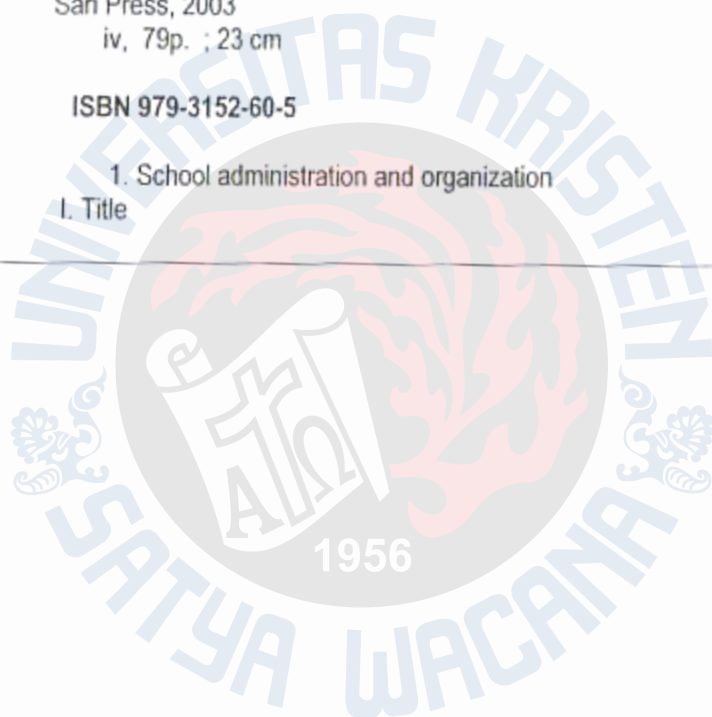 San Press, 2003
iv, 79p. ; 23 cm
ISBN 979-3152-60-5
1. School administration and organization
I. Title
UNIVERSITAS KRISTEN
ΑΩ
1956
SATYA WACANA